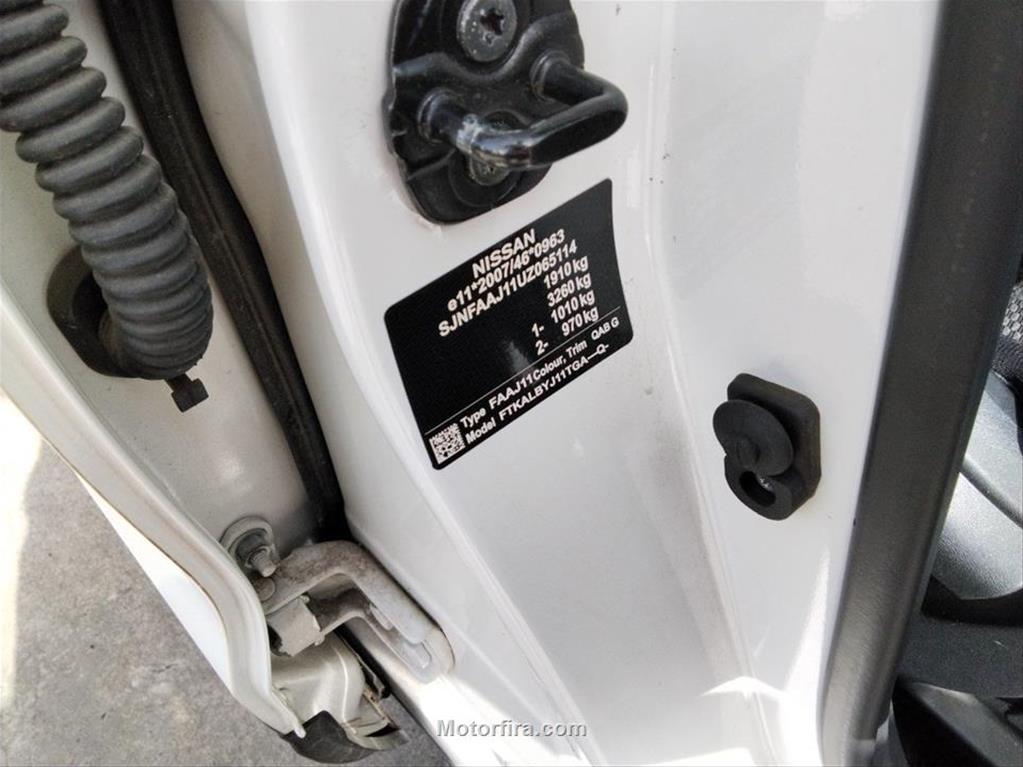 NISSAN
e11*2007/46*0963
SJNFAAJ11UZ065114
1910 kg
3260 kg
1- 1010 kg
2- 970 kg
Type FAAJ11 Colour, Trim QAB G
Model FTKALBYJ11TGA—Q-
Motorfira.com